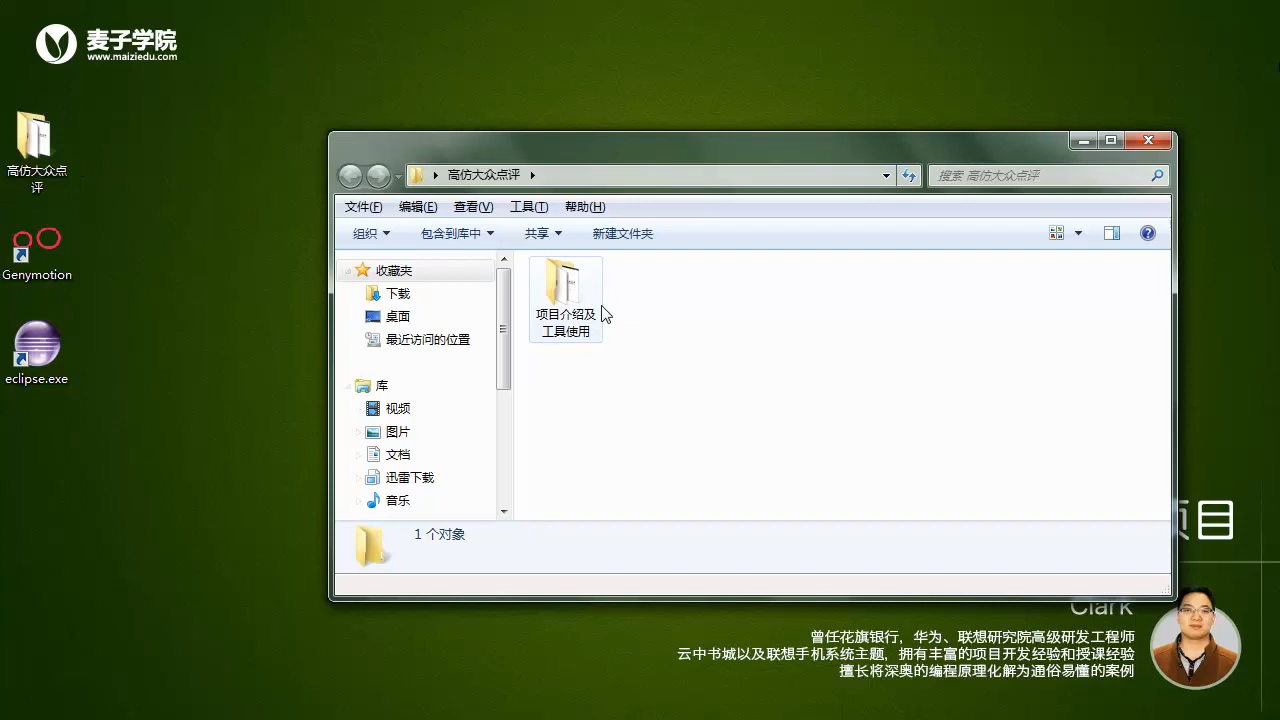 麦子学院
www.maiziedu.com
高仿大众点
评
Genymotion
eclipse.exe
高仿大众点评
搜索 高仿大众点评
文件(F) 编辑(E) 查看(V) 工具(T) 帮助(H)
组织 包含到库中 共享 新建文件夹
收藏夹
下载
桌面
最近访问的位置
库
视频
图片
文档
迅雷下载
音乐
项目介绍及
工具使用
1 个对象
目
Clark
曾任花旗银行，华为、联想研究院高级研发工程师
云中书城以及联想手机系统主题，拥有丰富的项目开发经验和授课经验
擅长将深奥的编程原理化解为通俗易懂的案例